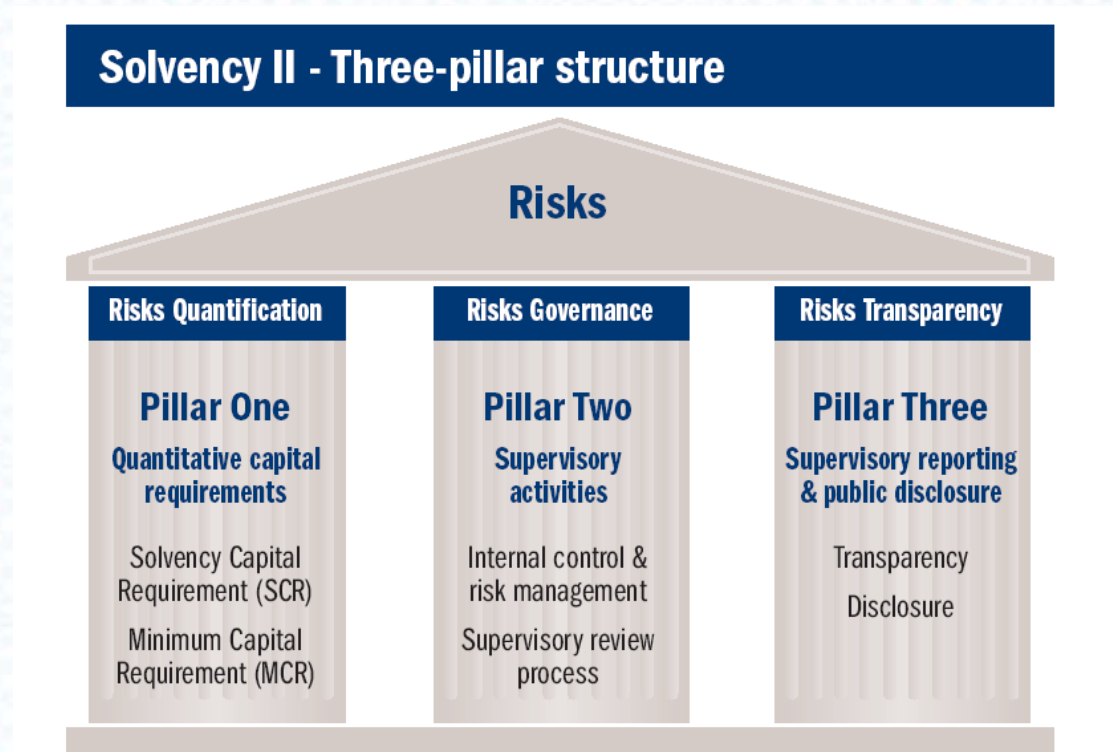 Solvency II - Three-pillar structure
Risks
Risks Quantification
Pillar One
Quantitative capital
requirements
Solvency Capital
Requirement (SCR)
Minimum Capital
Requirement (MCR)
Risks Governance
Pillar Two
Supervisory
activities
Internal control &
risk management
Supervisory review
process
Risks Transparency
Pillar Three
Supervisory reporting
& public disclosure
Transparency
Disclosure